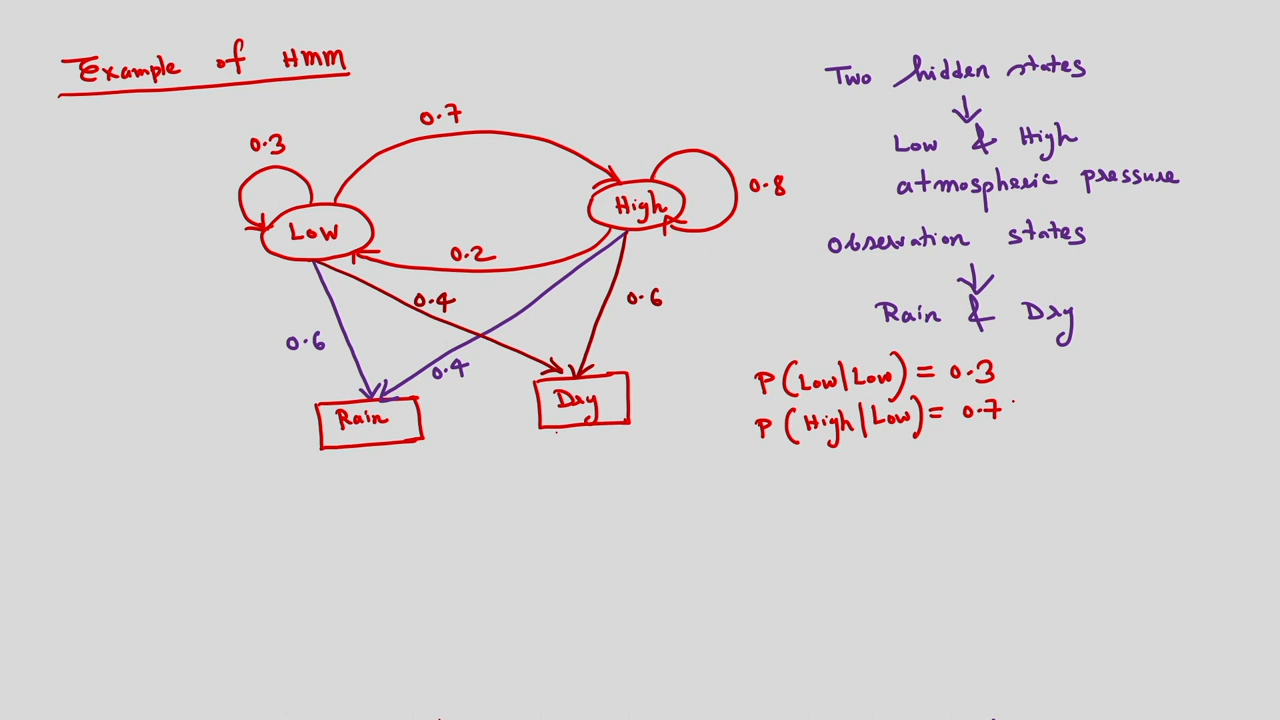 Example of HMM
0.7
0.3
0.8
Low
High
0.2
0.4
0.6
0.6
0.4
Rain
Dry
Two hidden states
Low & High
atmospheric pressure
Observation states
Rain & Dry
P(Low|Low) = 0.3
P(High|Low) = 0.7